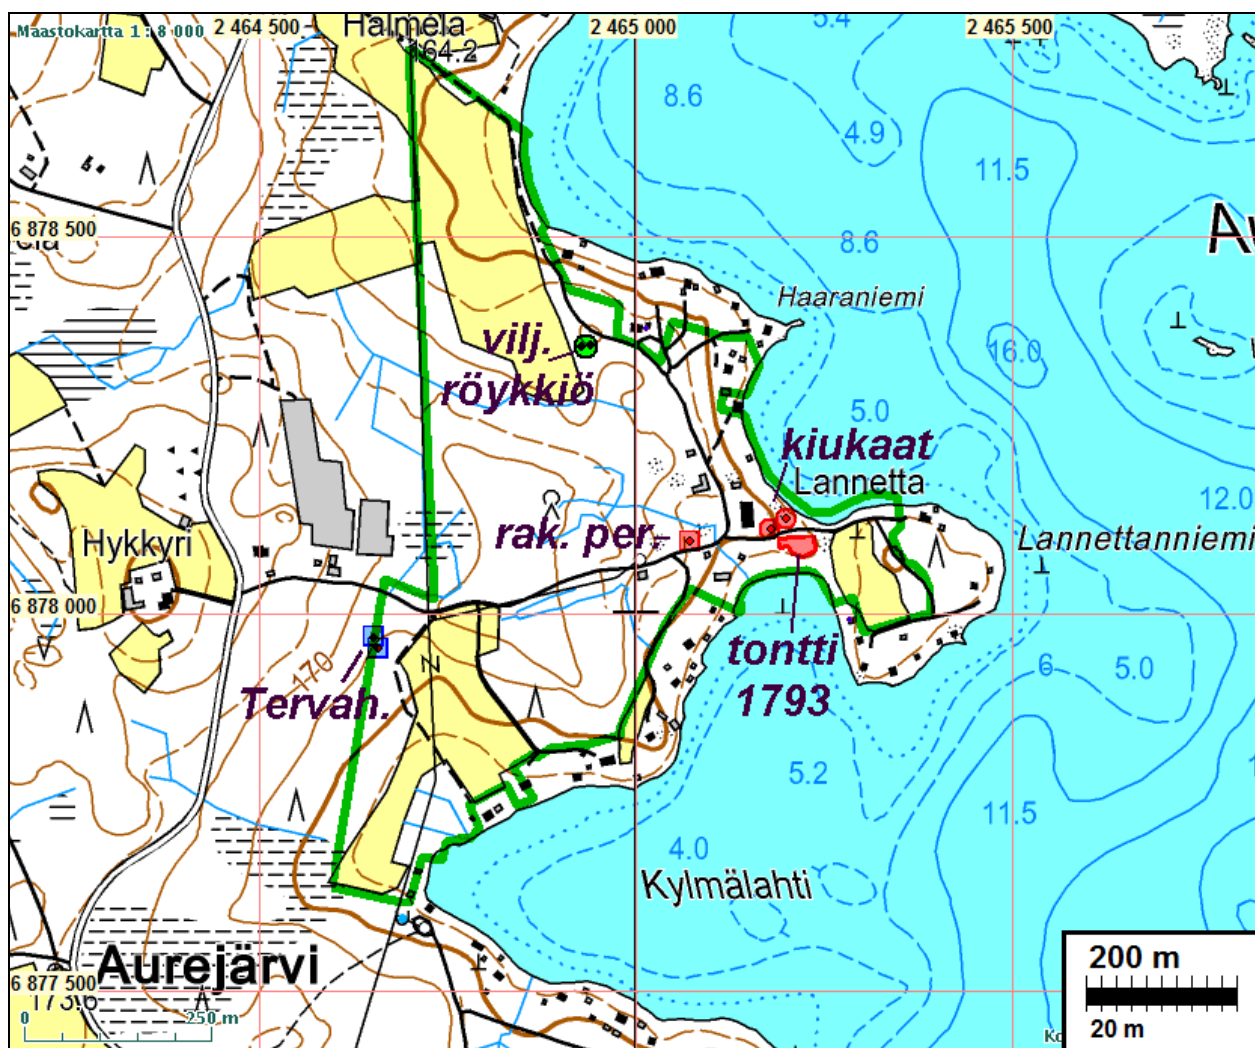 Maastokartta 1 : 8 000
2 464 500
2 465 000
2 465 500
Halmela
164.2
5.4
8.6
4.9
11.5
6 878 500
8.6
Haaraniemi
vilj.
röykkiö
16.0
5.0
kiukaat
Lannetta
12.0
rak. per.
Hykkyri
Lannettanniemi
6 878 000
tontti
1793
170
6
5.0
Tervah.
5.2
11.5
4.0
Kylmälahti
Aurejärvi
6 877 500
173.6
0
250 m
200 m
20 m